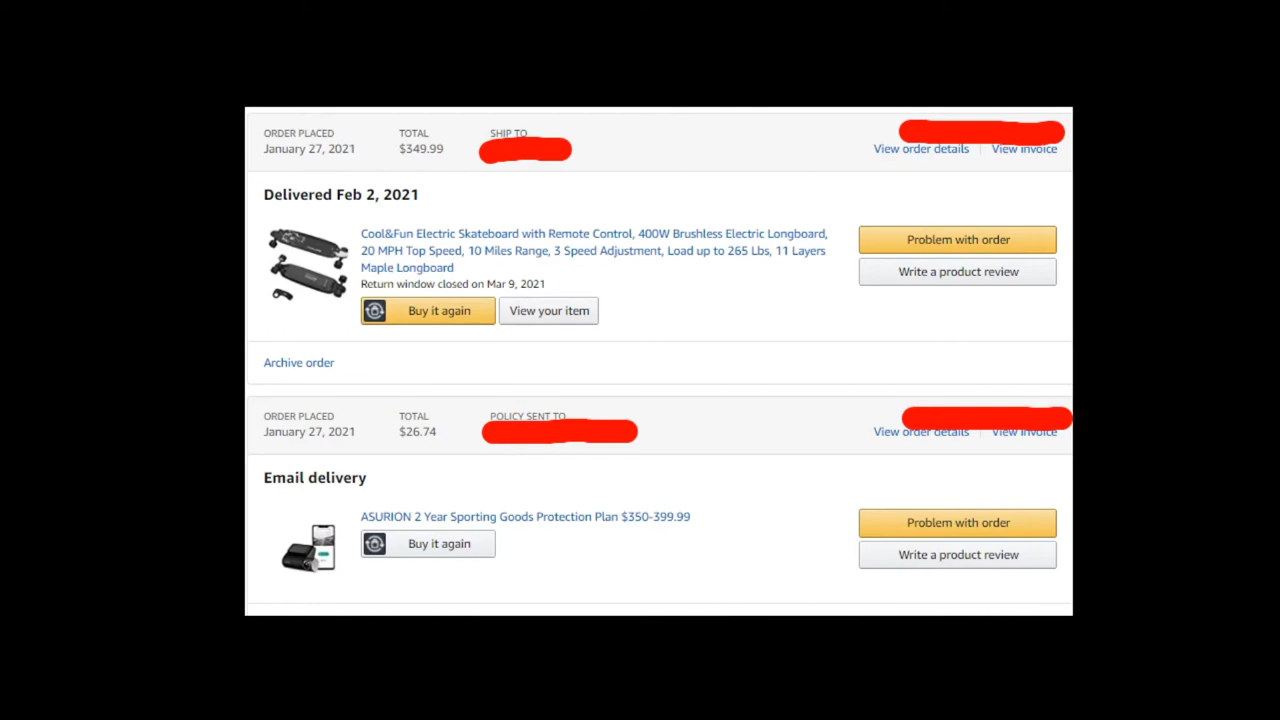 ORDER PLACED TOTAL SHIP TO
January 27, 2021 $349.99 View order details View invoice
Delivered Feb 2, 2021
Cool&Fun Electric Skateboard with Remote Control, 400W Brushless Electric Longboard,
20 MPH Top Speed, 10 Miles Range, 3 Speed Adjustment, Load up to 265 Lbs, 11 Layers
Maple Longboard
Return window closed on Mar 9, 2021
Buy it again View your item
Problem with order
Write a product review
Archive order
ORDER PLACED TOTAL POLICY SENT TO
January 27, 2021 $26.74 View order details View invoice
Email delivery
ASURION 2 Year Sporting Goods Protection Plan $350-399.99
Buy it again
Problem with order
Write a product review